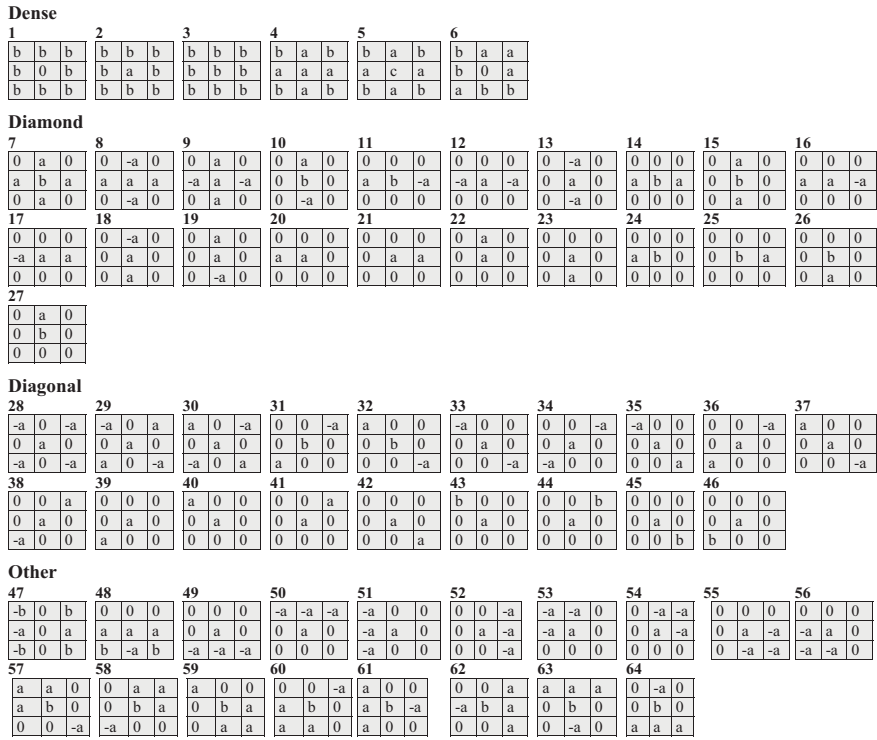 Dense
1 2 3 4 5 6
b b b b b b b b b b a b b a b b a a
b 0 b b a b b b b a a a a c a b 0 a
b b b b b b b b b b a b b a b a b b
Diamond
7 8 9 10 11 12 13 14 15 16
0 a 0 0 -a 0 0 a 0 0 a 0 0 0 0 0 0 0 0 -a 0 0 0 0 0 a 0 0 0 0
a b a a a a -a a -a 0 b 0 a b -a -a a -a 0 a 0 a b a 0 b 0 a a -a
0 a 0 0 -a 0 0 a 0 0 -a 0 0 0 0 0 0 0 0 -a 0 0 0 0 0 a 0 0 0 0
17 18 19 20 21 22 23 24 25 26
0 0 0 0 -a 0 0 a 0 0 0 0 0 0 0 0 a 0 0 0 0 0 0 0 0 0 0 0 0 0
-a a a 0 a 0 0 a 0 a a 0 0 a a 0 a 0 0 a 0 a b 0 0 b a 0 b 0
0 0 0 0 a 0 0 -a 0 0 0 0 0 0 0 0 0 0 0 a 0 0 0 0 0 0 0 0 a 0
27
0 a 0
0 b 0
0 0 0
Diagonal
28 29 30 31 32 33 34 35 36 37
-a 0 -a -a 0 a a 0 -a 0 0 -a a 0 0 -a 0 0 0 0 -a -a 0 0 0 0 -a a 0 0
0 a 0 0 a 0 0 a 0 0 b 0 0 b 0 0 a 0 0 a 0 0 a 0 0 a 0 0 a 0
-a 0 -a a 0 -a -a 0 a a 0 0 0 0 -a 0 0 -a -a 0 0 0 0 a a 0 0 0 0 -a
38 39 40 41 42 43 44 45 46
0 0 a 0 0 0 a 0 0 0 0 a 0 0 0 b 0 0 0 0 b 0 0 0 0 0 0
0 a 0 0 a 0 0 a 0 0 a 0 0 a 0 0 a 0 0 a 0 0 a 0 0 a 0
-a 0 0 a 0 0 0 0 0 0 0 0 0 0 a 0 0 0 0 0 0 0 0 b b 0 0
Other
47 48 49 50 51 52 53 54 55 56
-b 0 b 0 0 0 0 0 0 -a -a -a -a 0 0 0 0 -a -a -a 0 0 -a -a 0 0 0 0 0 0
-a 0 a a a a 0 a 0 0 a 0 -a a 0 0 a -a -a a 0 0 a -a 0 a -a -a a 0
-b 0 b b -a b -a -a -a 0 0 0 -a 0 0 0 0 -a 0 0 0 0 0 0 0 -a -a -a -a 0
57 58 59 60 61 62 63 64
a a 0 0 a a a 0 0 0 0 -a a 0 0 0 0 a a a a 0 -a 0
a b 0 0 b a 0 b a a b 0 a b -a -a b a 0 b 0 0 b 0
0 0 -a -a 0 0 0 a a a a 0 a 0 0 0 0 a 0 -a 0 a a a